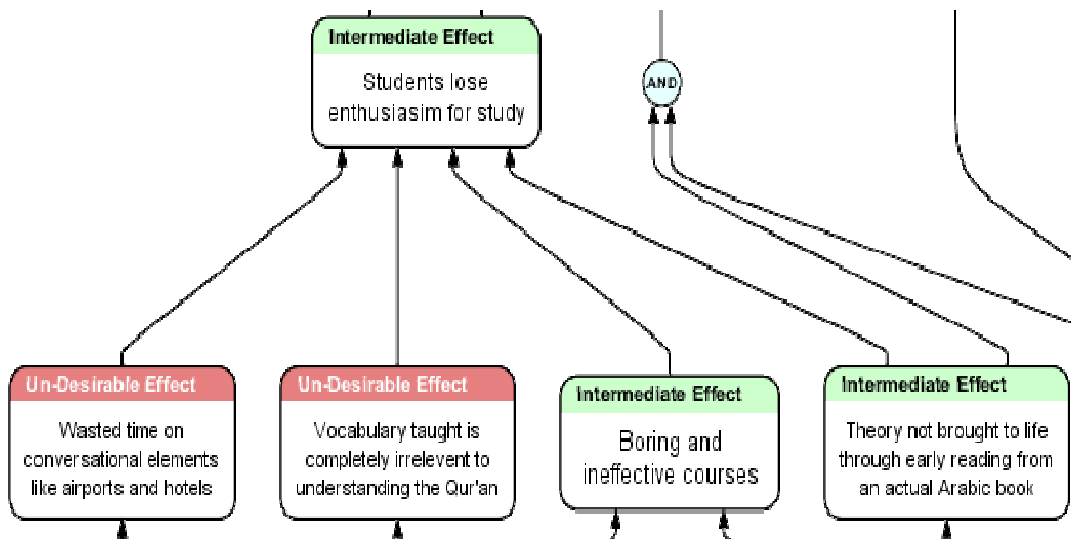 Intermediate Effect
Students lose
enthusiasim for study
AND
Un-Desirable Effect
Wasted time on
conversational elements
like airports and hotels
Un-Desirable Effect
Vocabulary taught is
completely irrelevent to
understanding the Qur'an
Intermediate Effect
Boring and
ineffective courses
Intermediate Effect
Theory not brought to life
through early reading from
an actual Arabic book